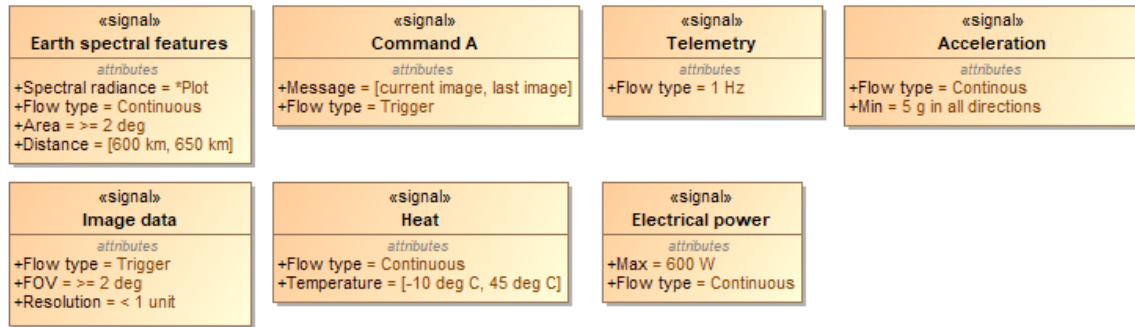 «signal»
Earth spectral features
attributes
+Spectral radiance = *Plot
+Flow type = Continuous
+Area = >= 2 deg
+Distance = [600 km, 650 km]
«signal»
Command A
attributes
+Message = [current image, last image]
+Flow type = Trigger
«signal»
Telemetry
attributes
+Flow type = 1 Hz
«signal»
Acceleration
attributes
+Flow type = Continous
+Min = 5 g in all directions
«signal»
Image data
attributes
+Flow type = Trigger
+FOV = >= 2 deg
+Resolution = < 1 unit
«signal»
Heat
attributes
+Flow type = Continuous
+Temperature = [-10 deg C, 45 deg C]
«signal»
Electrical power
attributes
+Max = 600 W
+Flow type = Continuous